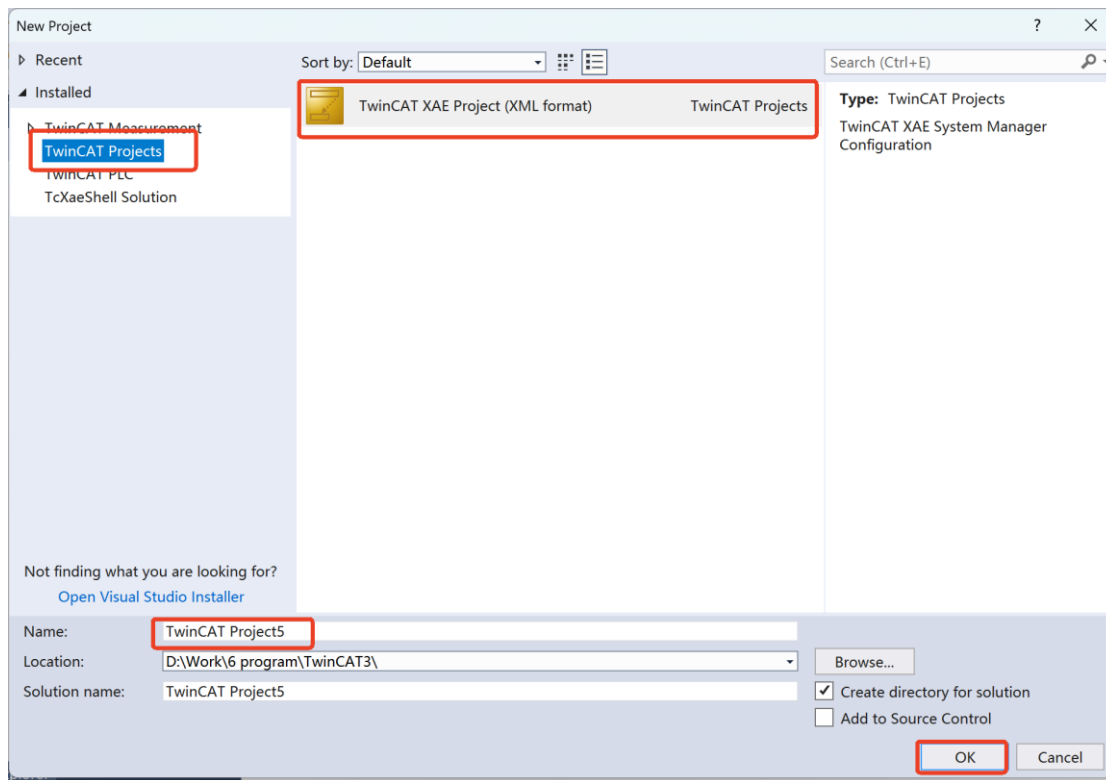 New Project
Recent
Installed
TwinCAT Measurement
TwinCAT Projects
TwinCAT PLC
TcXaeShell Solution
Not finding what you are looking for?
Open Visual Studio Installer
Sort by: Default
TwinCAT XAE Project (XML format) TwinCAT Projects
Search (Ctrl+E)
Type: TwinCAT Projects
TwinCAT XAE System Manager
Configuration
Name: TwinCAT Project5
Location: D:\Work\6 program\TwinCAT3\
Browse...
Solution name: TwinCAT Project5
Create directory for solution
Add to Source Control
OK Cancel